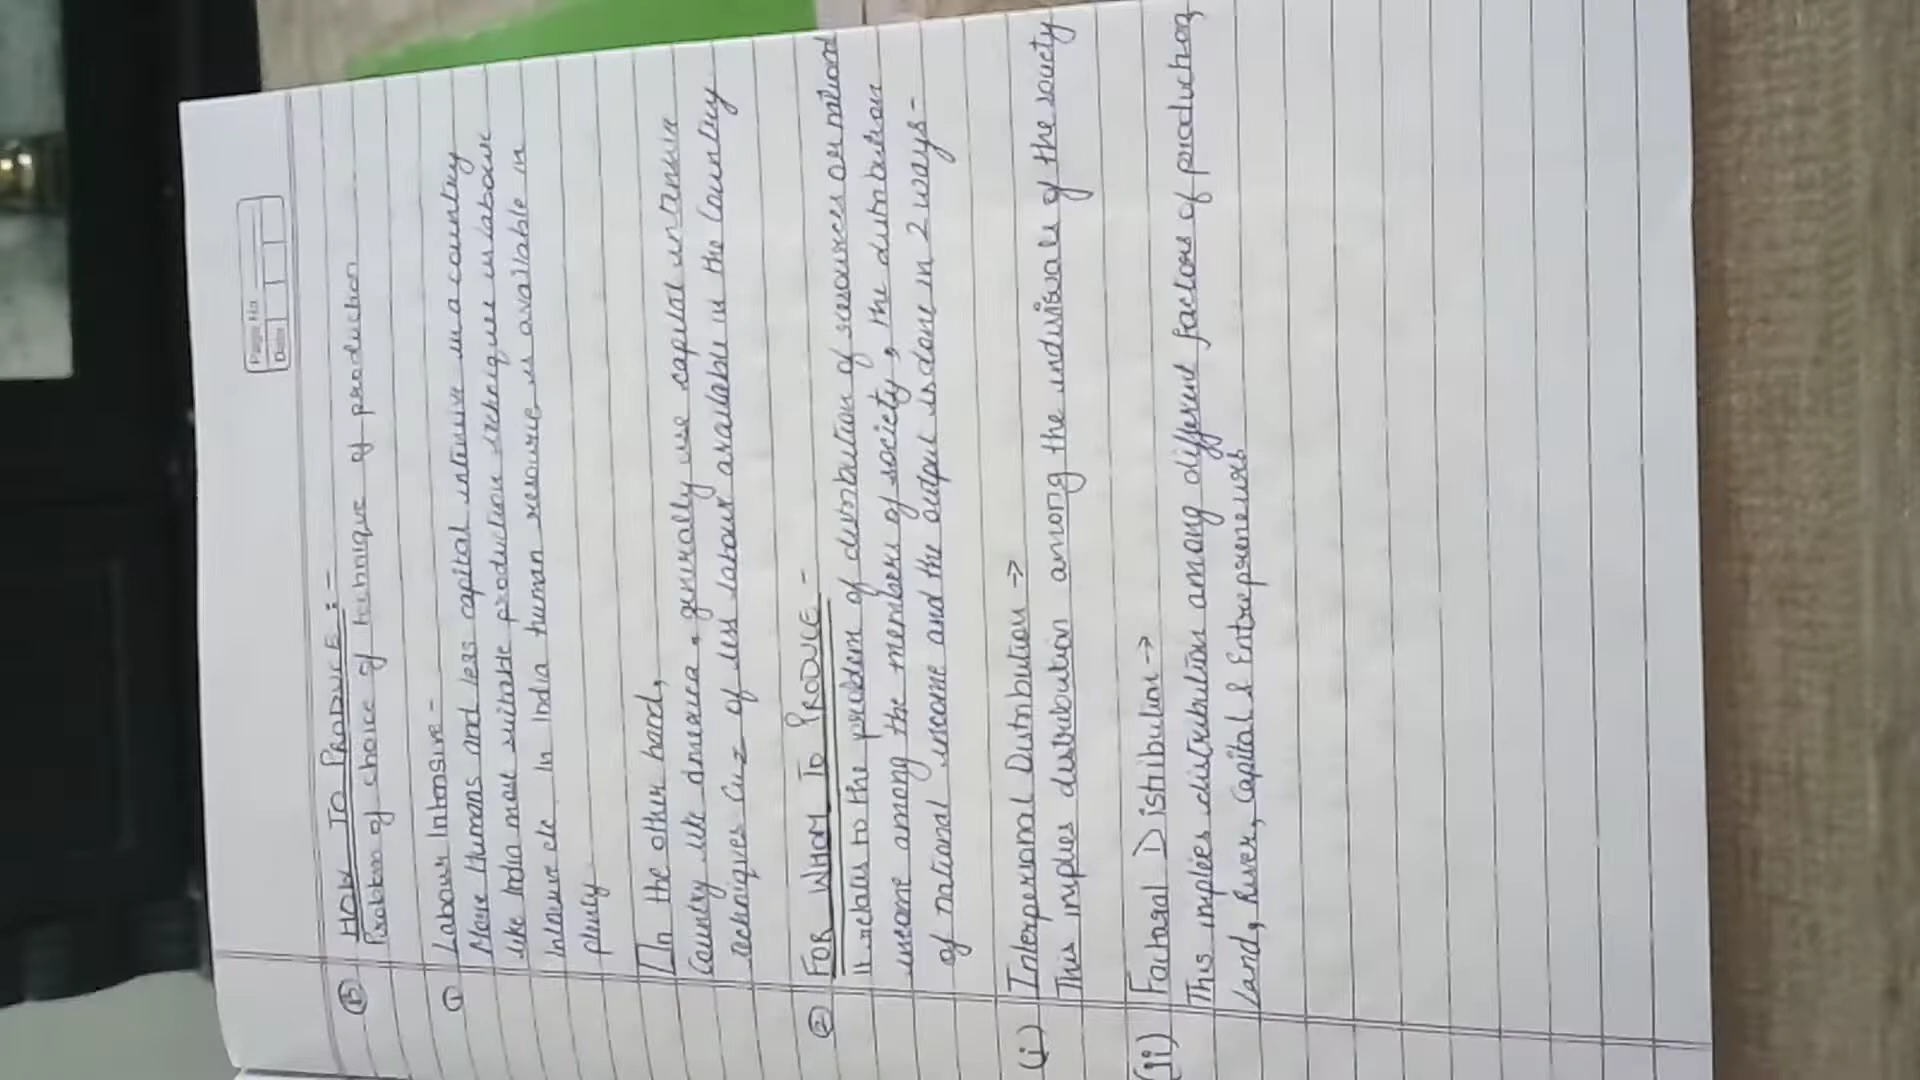 Page No.
Date
(B) HOW TO PRODUCE :-
Problem of choice of technique of production
(1) Labour Intensive -
More Humans and less capital intensive in a country
like India most suitable production techniques is labour
Intensive In India human resource is available in
plenty
In the other hand,
Country like America, generally use capital intensive
techniques Cuz of less labour available in the Country
(2) FOR WHOM TO PRODUCE -
It relates to the problem of distribution of resources or national
income among the members of society, the distribution
of national income and the output is done in 2 ways -
(i) Interpersonal Distribution ->
This implies distribution among the individuals of the society
(ii) Factoral Distribution ->
This implies distribution among different factors of production,
Land, River, Capital & Entrepreneurs